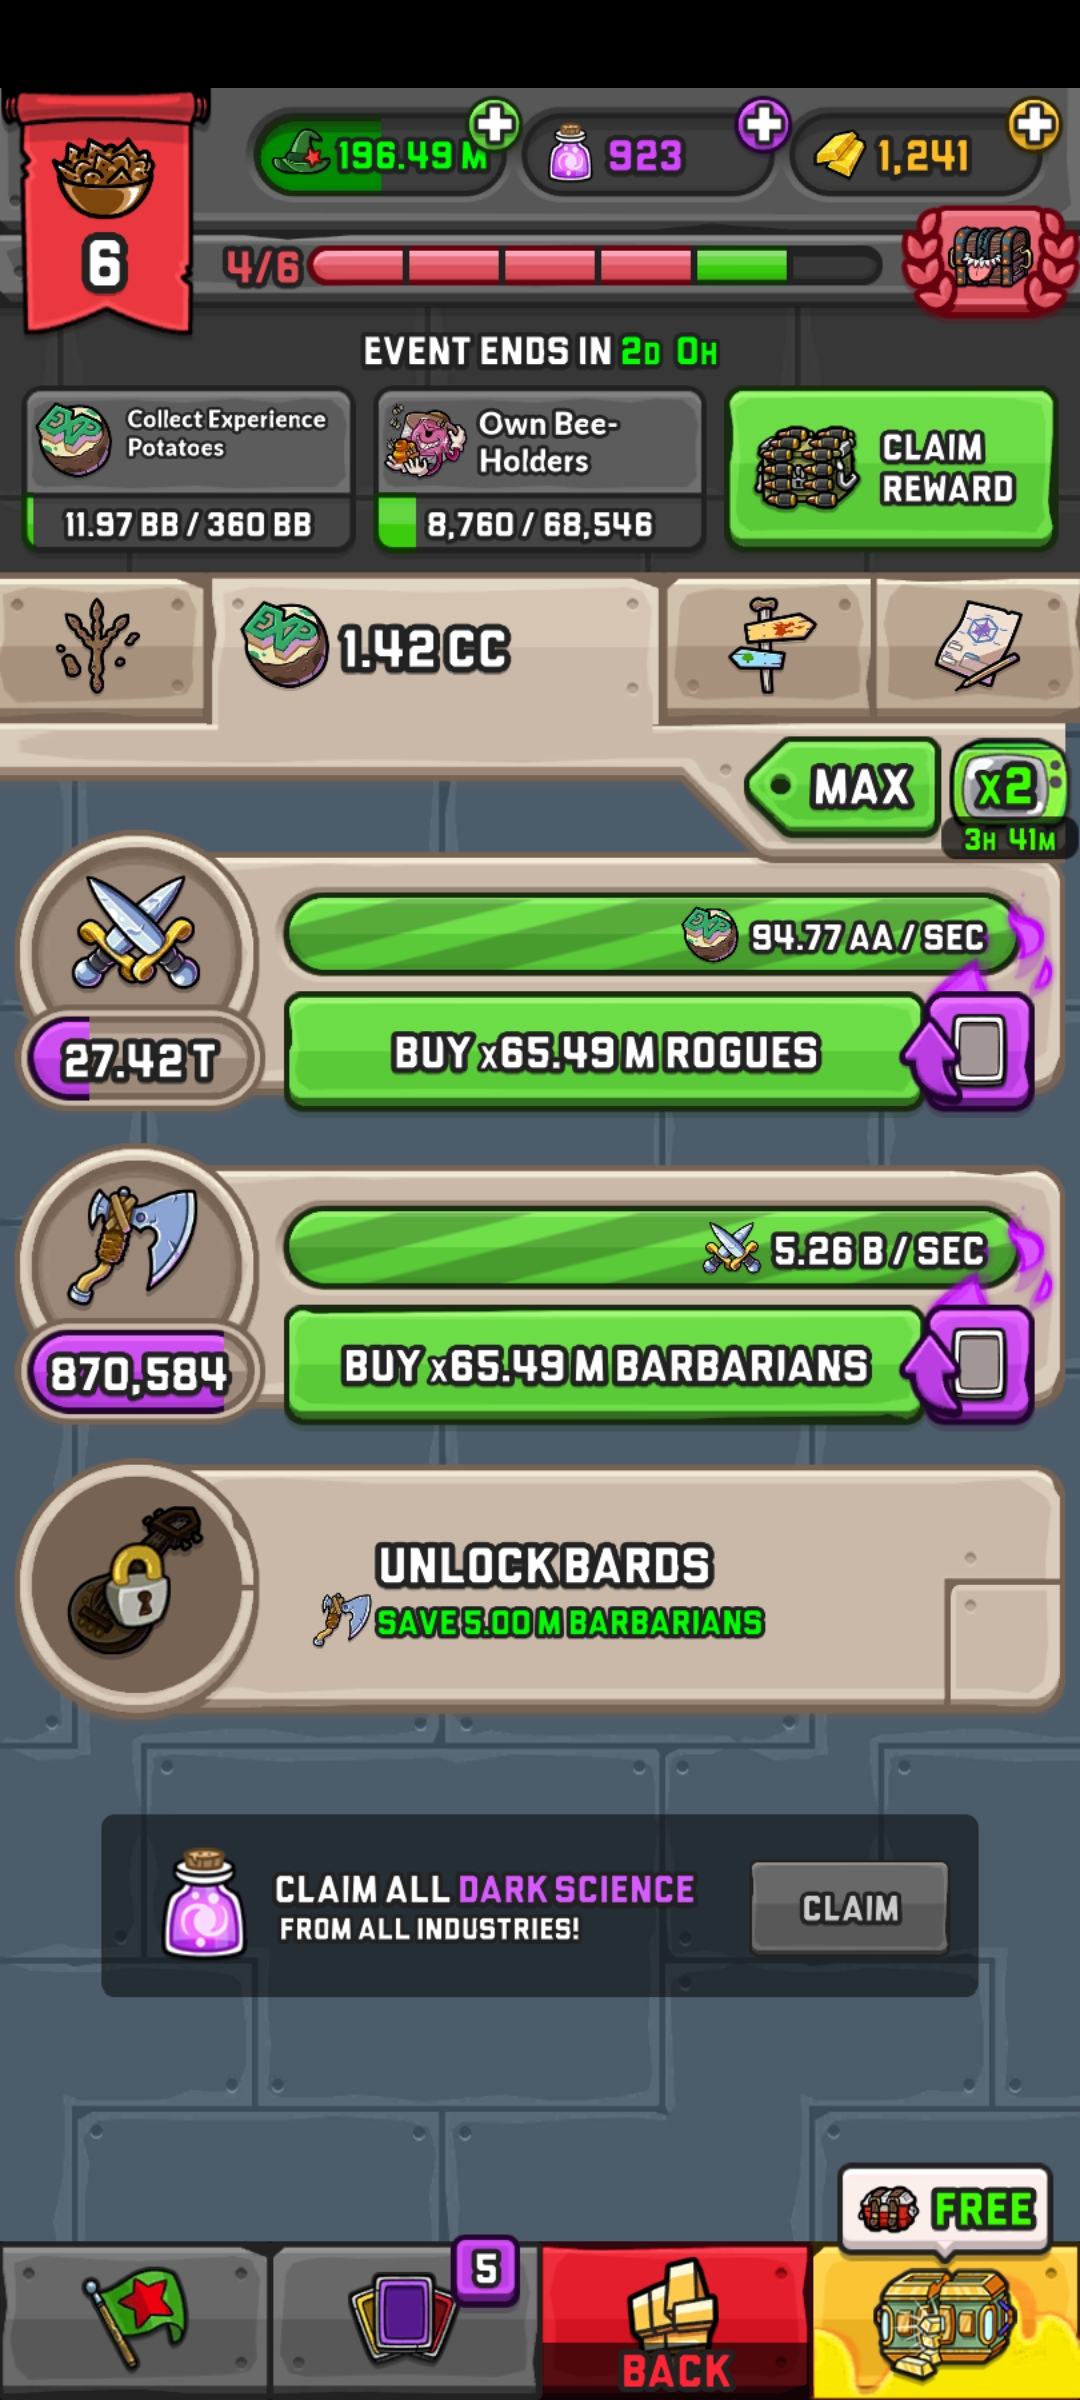 196.49 M
923
1,241
6
4/6
EVENT ENDS IN 2D 0H
Collect Experience
Potatoes
11.97 BB / 360 BB
Own Bee-
Holders
8,760 / 68,546
CLAIM
REWARD
EXP
1.42 CC
MAX
x2
3H 41M
94.77 AA / SEC
27.42 T
BUY x65.49 M ROGUES
5.26 B / SEC
870,584
BUY x65.49 M BARBARIANS
UNLOCK BARDS
SAVE 5.00 M BARBARIANS
CLAIM ALL DARK SCIENCE
FROM ALL INDUSTRIES!
CLAIM
FREE
5
BACK